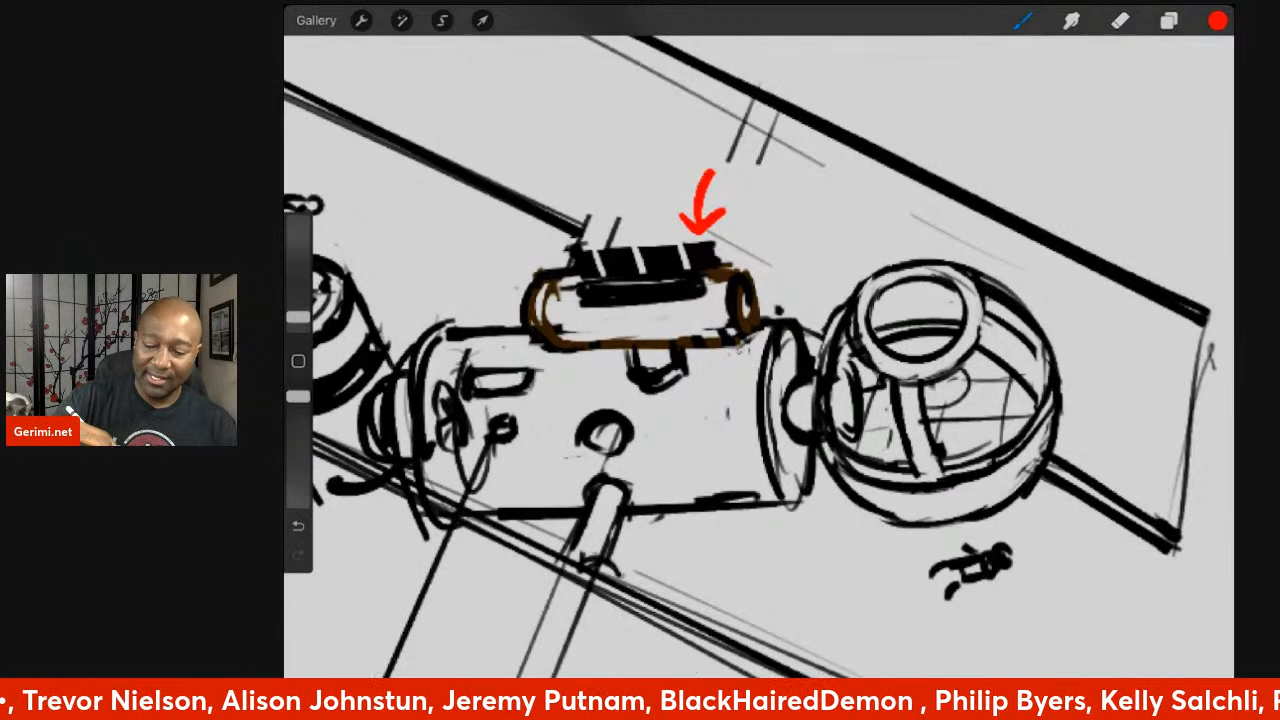 Gallery
Gerimi.net
•, Trevor Nielson, Alison Johnstun, Jeremy Putnam, BlackHairedDemon , Philip Byers, Kelly Salchli,